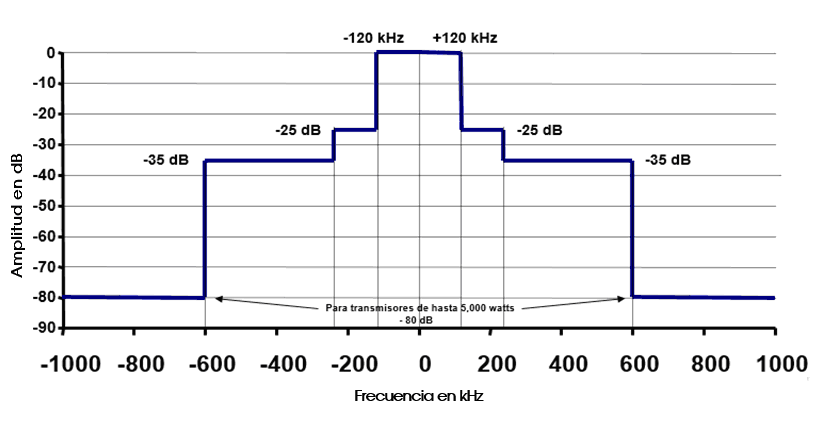 -120 kHz +120 kHz
0
-10
-20
-25 dB -25 dB
-30
-35 dB -35 dB
-40
-50
-60
-70
-80
Para transmisores de hasta 5,000 watts
- 80 dB
-90
-1000 -800 -600 -400 -200 0 200 400 600 800 1000
Frecuencia en kHz
Amplitud en dB